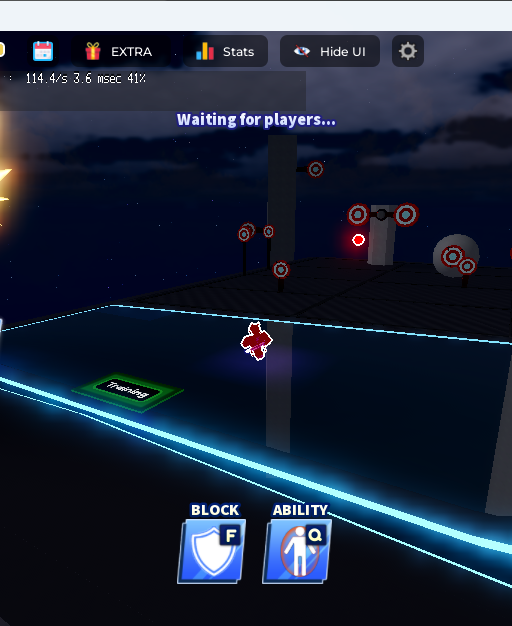 EXTRA
Stats
Hide UI
: 114.4/s 3.6 msec 41%
Waiting for players...
Training
BLOCK
ABILITY
F
Q